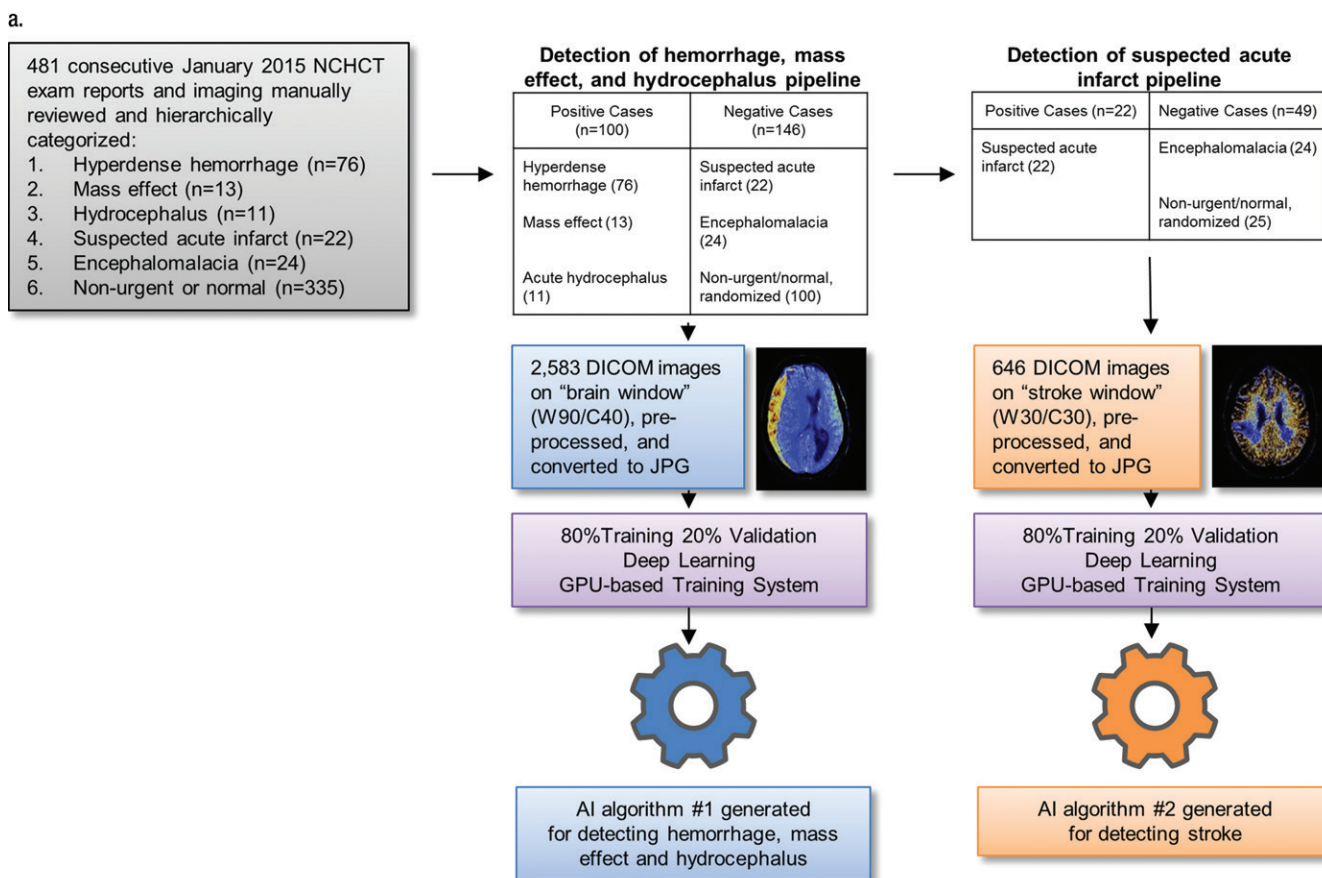 a.
481 consecutive January 2015 NCHCT
exam reports and imaging manually
reviewed and hierarchically
categorized:
1. Hyperdense hemorrhage (n=76)
2. Mass effect (n=13)
3. Hydrocephalus (n=11)
4. Suspected acute infarct (n=22)
5. Encephalomalacia (n=24)
6. Non-urgent or normal (n=335)
Detection of hemorrhage, mass
effect, and hydrocephalus pipeline
Positive Cases
(n=100)
Negative Cases
(n=146)
Hyperdense
hemorrhage (76)
Mass effect (13)
Acute hydrocephalus
(11)
Suspected acute
infarct (22)
Encephalomalacia
(24)
Non-urgent/normal,
randomized (100)
2,583 DICOM images
on “brain window”
(W90/C40), pre-
processed, and
converted to JPG
80%Training 20% Validation
Deep Learning
GPU-based Training System
AI algorithm #1 generated
for detecting hemorrhage, mass
effect and hydrocephalus
Detection of suspected acute
infarct pipeline
Positive Cases (n=22)
Negative Cases (n=49)
Suspected acute
infarct (22)
Encephalomalacia (24)
Non-urgent/normal,
randomized (25)
646 DICOM images
on “stroke window”
(W30/C30), pre-
processed, and
converted to JPG
80%Training 20% Validation
Deep Learning
GPU-based Training System
AI algorithm #2 generated
for detecting stroke